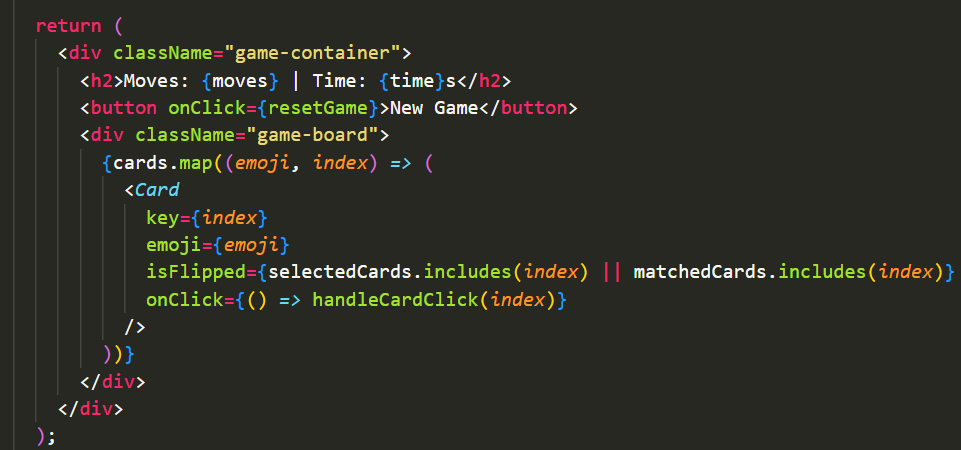 return (
<div className="game-container">
<h2>Moves: {moves} | Time: {time}s</h2>
<button onClick={resetGame}>New Game</button>
<div className="game-board">
{cards.map((emoji, index) => (
<Card
key={index}
emoji={emoji}
isFlipped={selectedCards.includes(index) || matchedCards.includes(index)}
onClick={() => handleCardClick(index)}
/>
))}
</div>
</div>
);